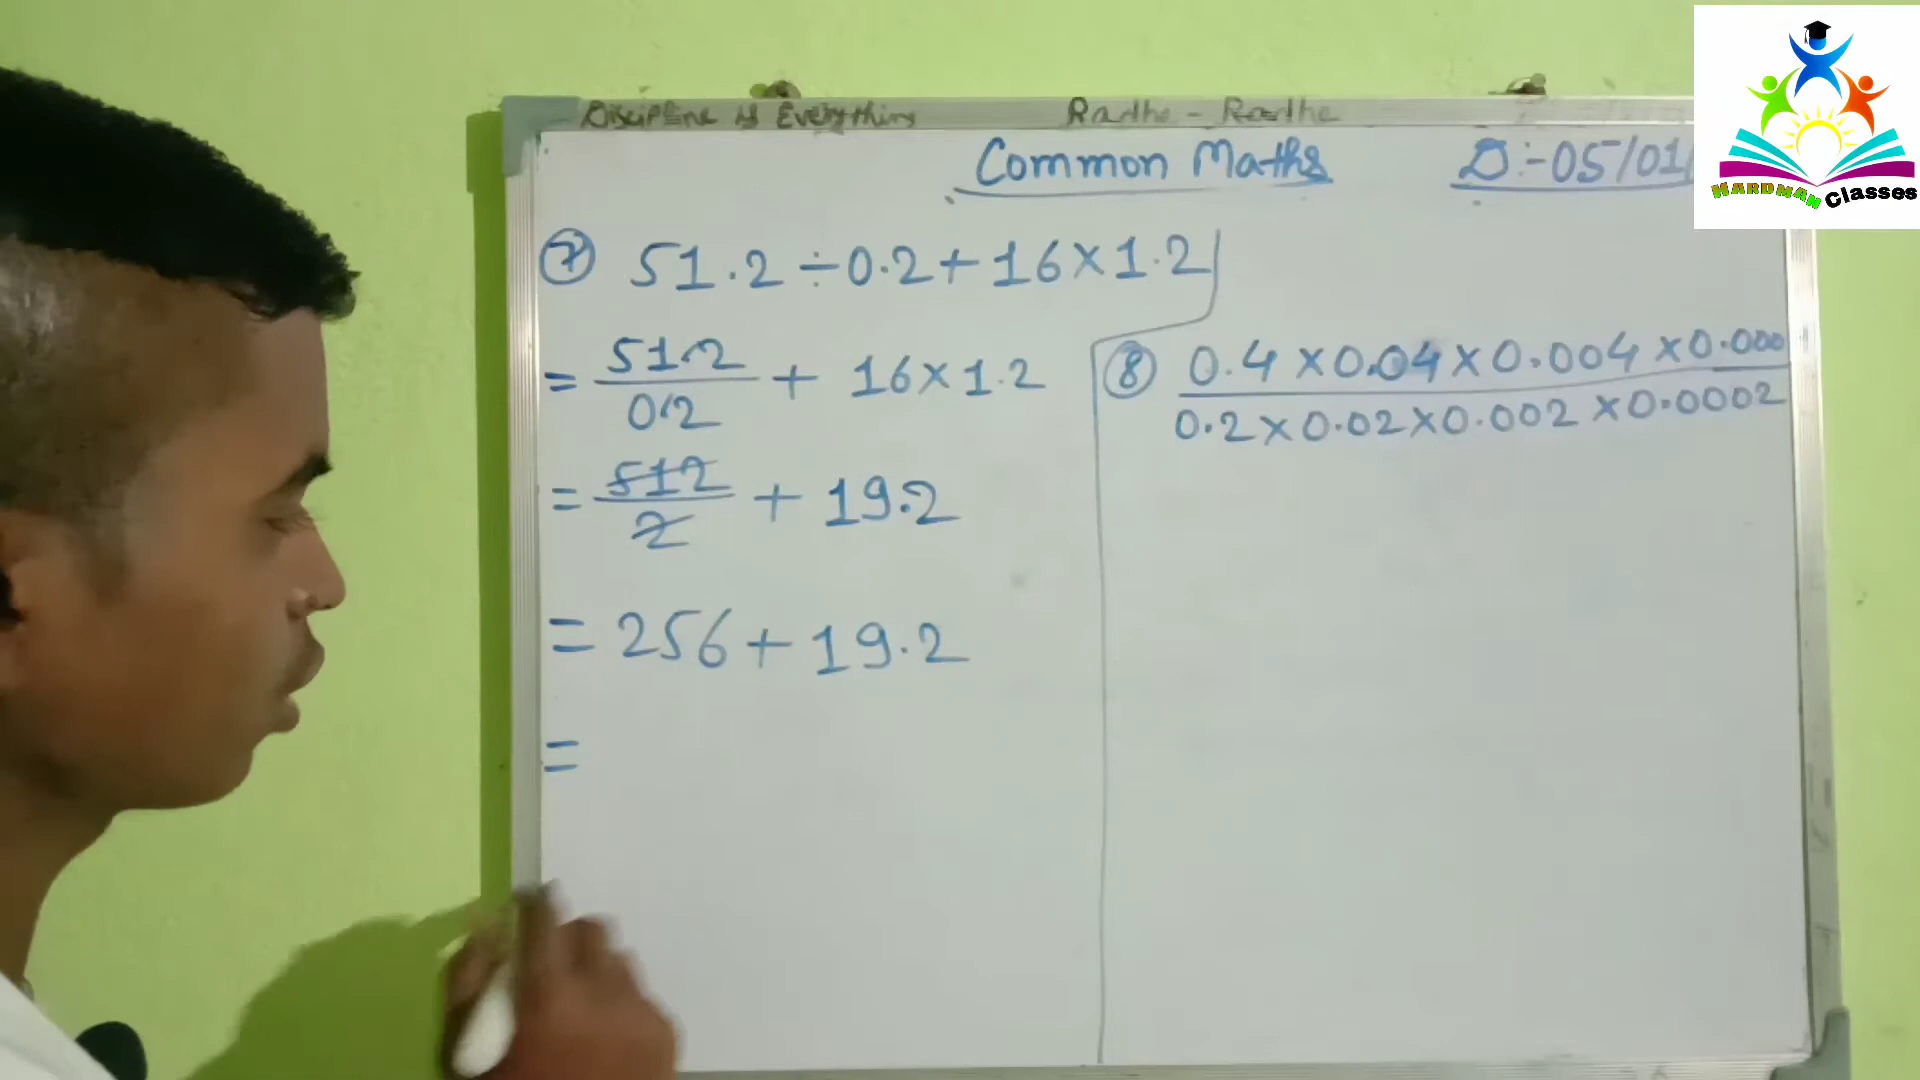 Discipline is Everything Radhe - Radhe
Common Maths D:-05/01/
HARDMAN Classes
⑦ 51.2 ÷ 0.2 + 16 × 1.2
= 51.2 / 0.2 + 16 × 1.2
= 512 / 2 + 19.2
= 256 + 19.2
=
⑧ 0.4 × 0.04 × 0.004 × 0.000
0.2 × 0.02 × 0.002 × 0.0002